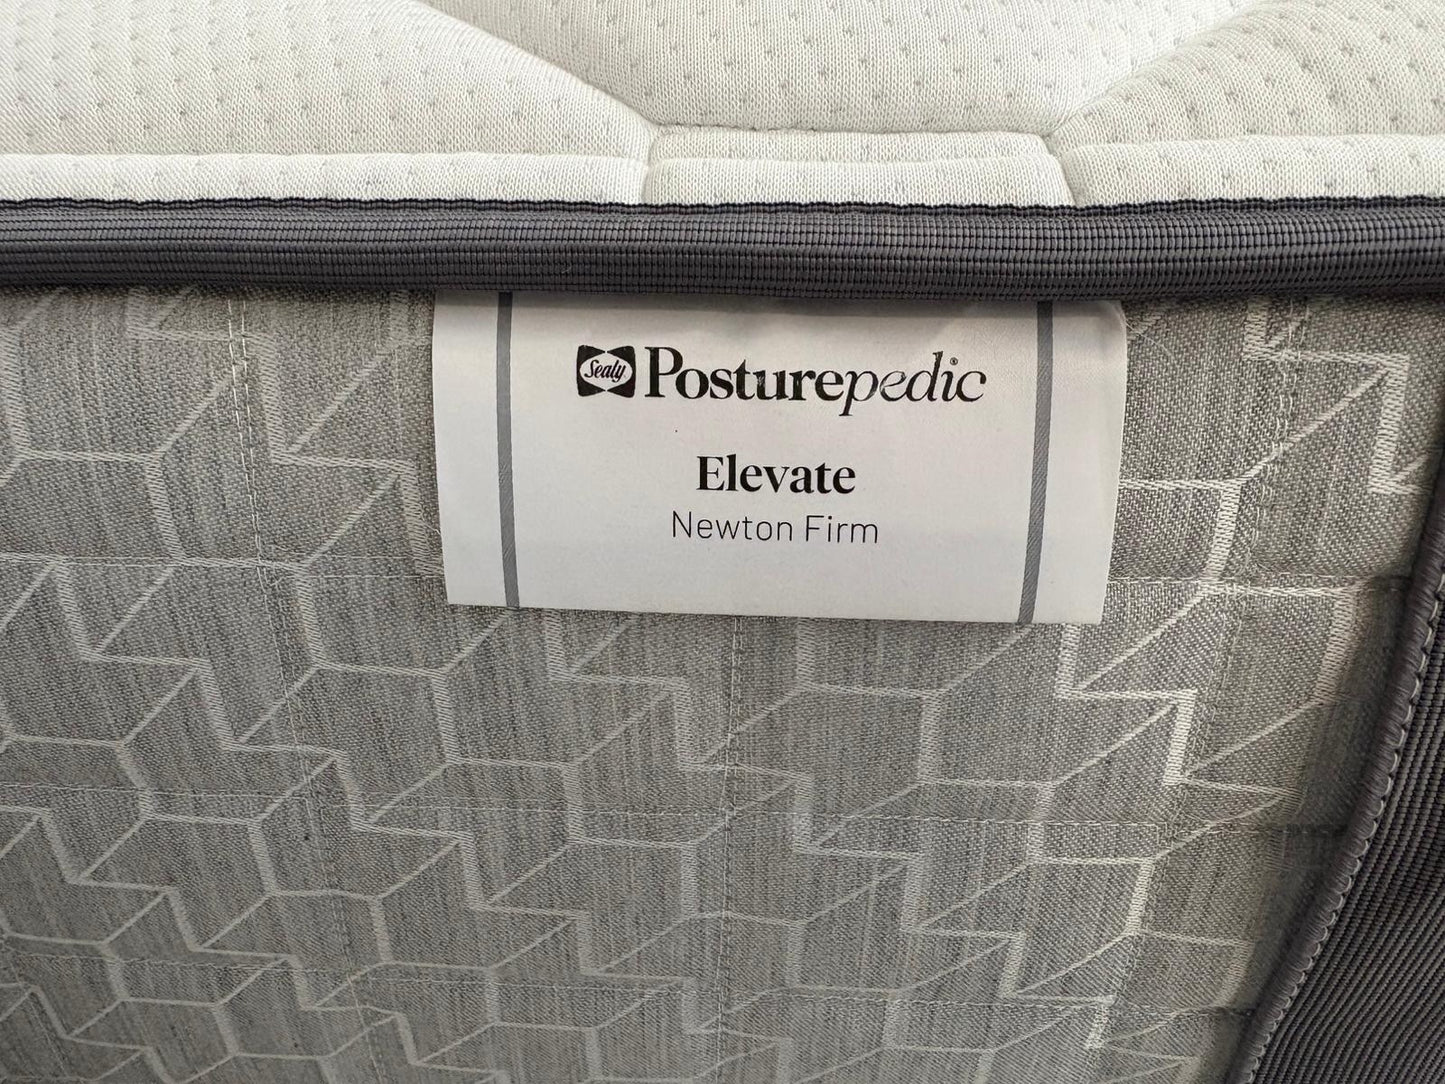 Sealy Posturepedic®
Elevate
Newton Firm